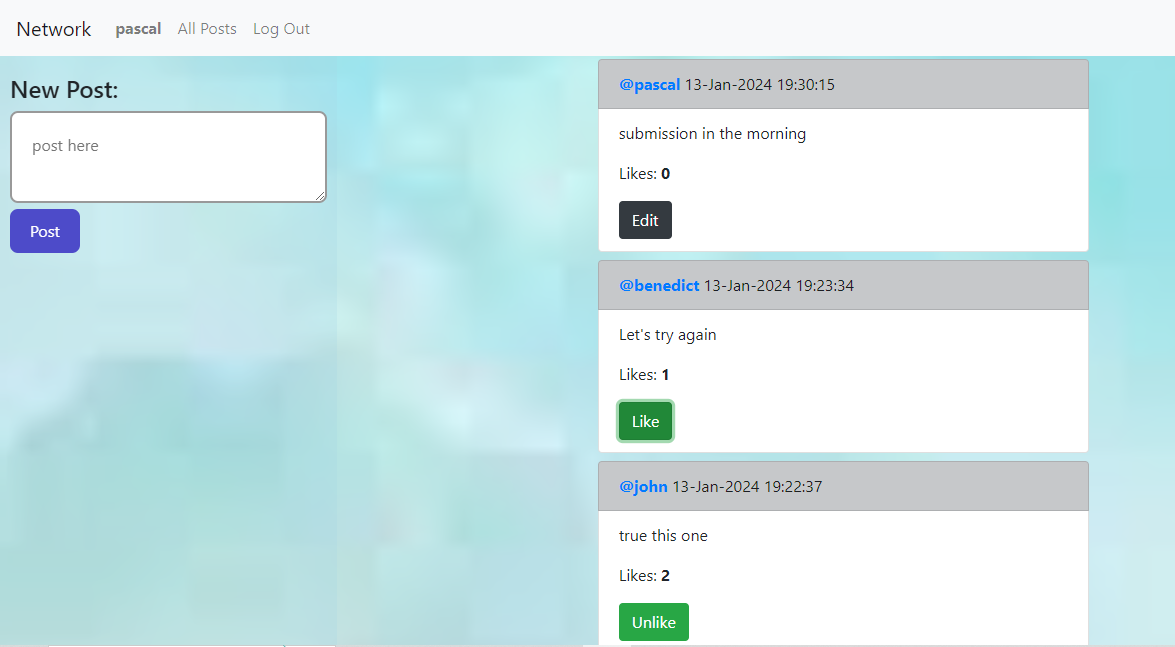 Network pascal All Posts Log Out
New Post:
post here
Post
@pascal 13-Jan-2024 19:30:15
submission in the morning
Likes: 0
Edit
@benedict 13-Jan-2024 19:23:34
Let's try again
Likes: 1
Like
@john 13-Jan-2024 19:22:37
true this one
Likes: 2
Unlike